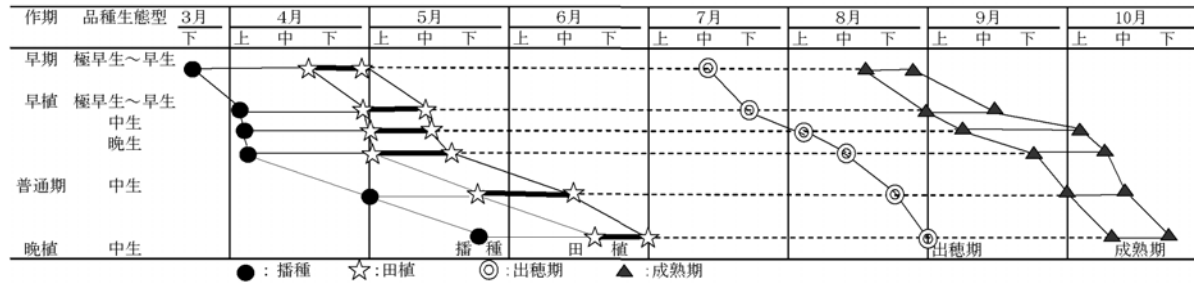 作期 品種生態型 3月 4月 5月 6月 7月 8月 9月 10月
下 上 中 下 上 中 下 上 中 下 上 中 下 上 中 下 上 中 下 上 中 下
早期 極早生～早生
早植 極早生～早生
中生
晩生
普通期 中生
晩植 中生 播種 田植 出穂期 成熟期
●：播種 ☆:田植 ◎:出穂期 ▲：成熟期